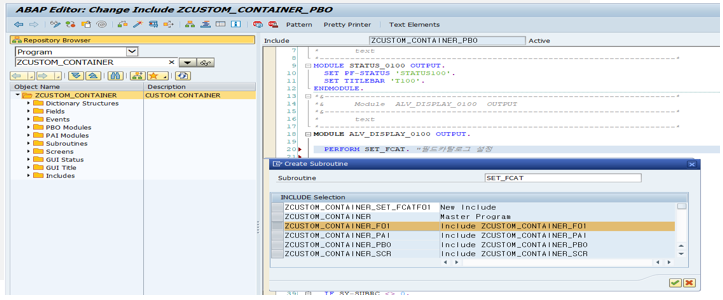 ABAP Editor: Change Include ZCUSTOM_CONTAINER_PBO
Pattern Pretty Printer Text Elements
Repository Browser
Program
ZCUSTOM_CONTAINER
Object Name Description
ZCUSTOM_CONTAINER CUSTOM CONTAINER
Dictionary Structures
Fields
Events
PBO Modules
PAI Modules
Subroutines
Screens
GUI Status
GUI Title
Includes
Include ZCUSTOM_CONTAINER_PBO Active
7 * text
8 *----------------------------------------------------------------------*
9 MODULE STATUS_0100 OUTPUT.
10 SET PF-STATUS 'STATUS100'.
11 SET TITLEBAR 'T100'.
12 ENDMODULE.
13 *&---------------------------------------------------------------------*
14 *& Module ALV_DISPLAY_0100 OUTPUT
15 *&---------------------------------------------------------------------*
16 * text
17 *----------------------------------------------------------------------*
18 MODULE ALV_DISPLAY_0100 OUTPUT.
19
20 PERFORM SET_FCAT. "필드카탈로그 설정
Create Subroutine
Subroutine SET_FCAT
INCLUDE Selection
ZCUSTOM_CONTAINER_SET_FCATF01 New Include
ZCUSTOM_CONTAINER Master Program
ZCUSTOM_CONTAINER_F01 Include ZCUSTOM_CONTAINER_F01
ZCUSTOM_CONTAINER_PAI Include ZCUSTOM_CONTAINER_PAI
ZCUSTOM_CONTAINER_PBO Include ZCUSTOM_CONTAINER_PBO
ZCUSTOM_CONTAINER_SCR Include ZCUSTOM_CONTAINER_SCR
IF SY-SUBRC <> 0.